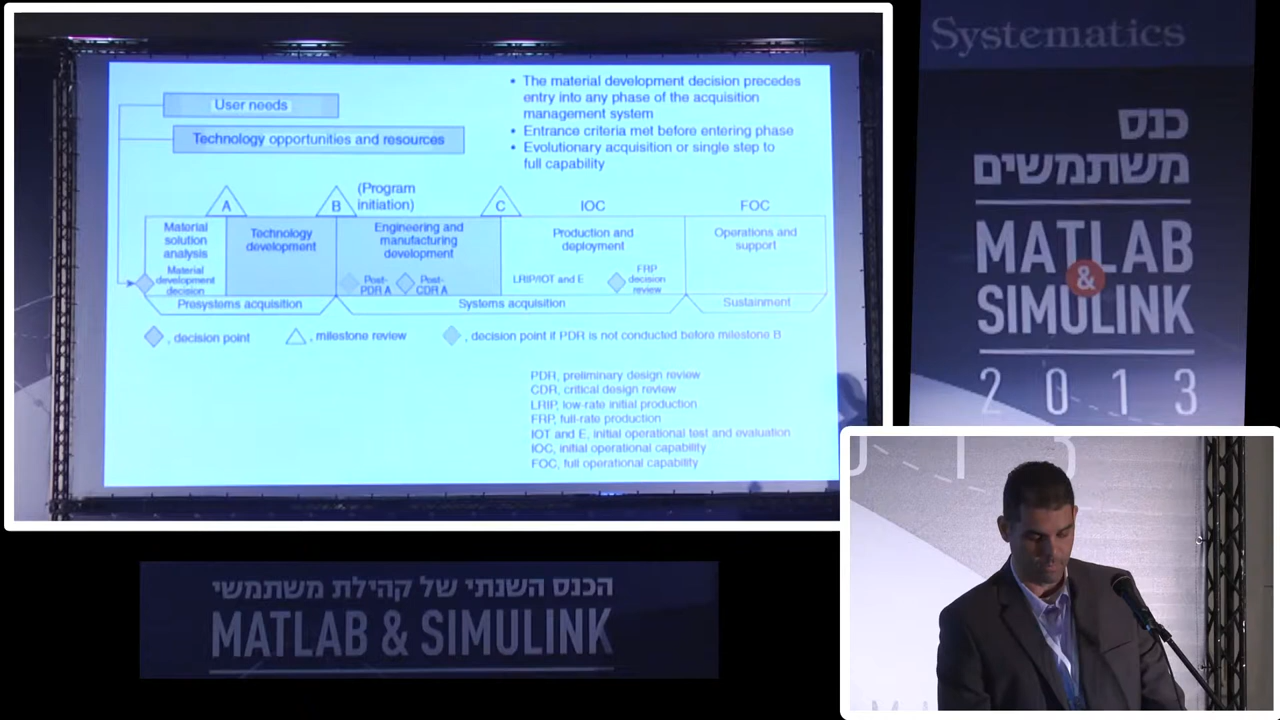 User needs
Technology opportunities and resources
• The material development decision precedes
entry into any phase of the acquisition
management system
• Entrance criteria met before entering phase
• Evolutionary acquisition or single step to
full capability
A
B
(Program
initiation)
C
IOC
FOC
Material
solution
analysis
Technology
development
Engineering and
manufacturing
development
Production and
deployment
Operations and
support
Material
development
decision
Post-
PDR A
Post-
CDR A
LRIP/IOT and E
FRP
decision
review
Presystems acquisition
Systems acquisition
Sustainment
, decision point
, milestone review
, decision point if PDR is not conducted before milestone B
PDR, preliminary design review
CDR, critical design review
LRIP, low-rate initial production
FRP, full-rate production
IOT and E, initial operational test and evaluation
IOC, initial operational capability
FOC, full operational capability
Systematics
כנס
משתמשים
MATLAB
&
SIMULINK
2013
הכנס השנתי של קהילת משתמשי
MATLAB & SIMULINK